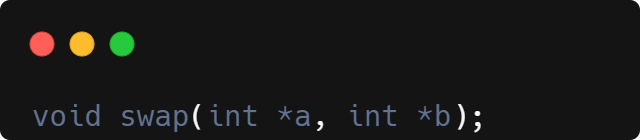 void swap(int *a, int *b);